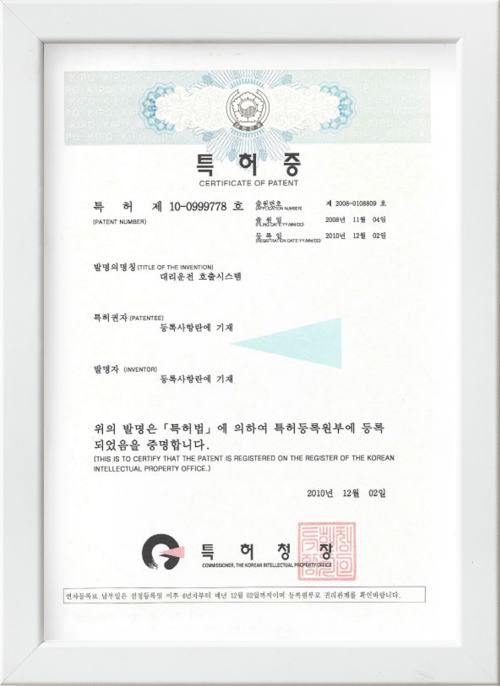 특허증
CERTIFICATE OF PATENT
특 허 제 10-0999778 호
(PATENT NUMBER)
출원번호 제 2008-0108809 호
(APPLICATION NUMBER)
출원일 2008년 11월 04일
(FILING DATE:YY/MM/DD)
등록일 2010년 12월 02일
(REGISTRATION DATE:YY/MM/DD)
발명의명칭 (TITLE OF THE INVENTION)
대리운전 호출시스템
특허권자 (PATENTEE)
등록사항란에 기재
발명자 (INVENTOR)
등록사항란에 기재
위의 발명은 「특허법」에 의하여 특허등록원부에 등록
되었음을 증명합니다.
(THIS IS TO CERTIFY THAT THE PATENT IS REGISTERED ON THE REGISTER OF THE KOREAN
INTELLECTUAL PROPERTY OFFICE.)
2010년 12월 02일
특허청장
COMMISSIONER, THE KOREAN INTELLECTUAL PROPERTY OFFICE
연차등록료 납부일은 설정등록일 이후 4년차부터 매년 12월 02일까지이며 등록원부로 권리관계를 확인바랍니다.